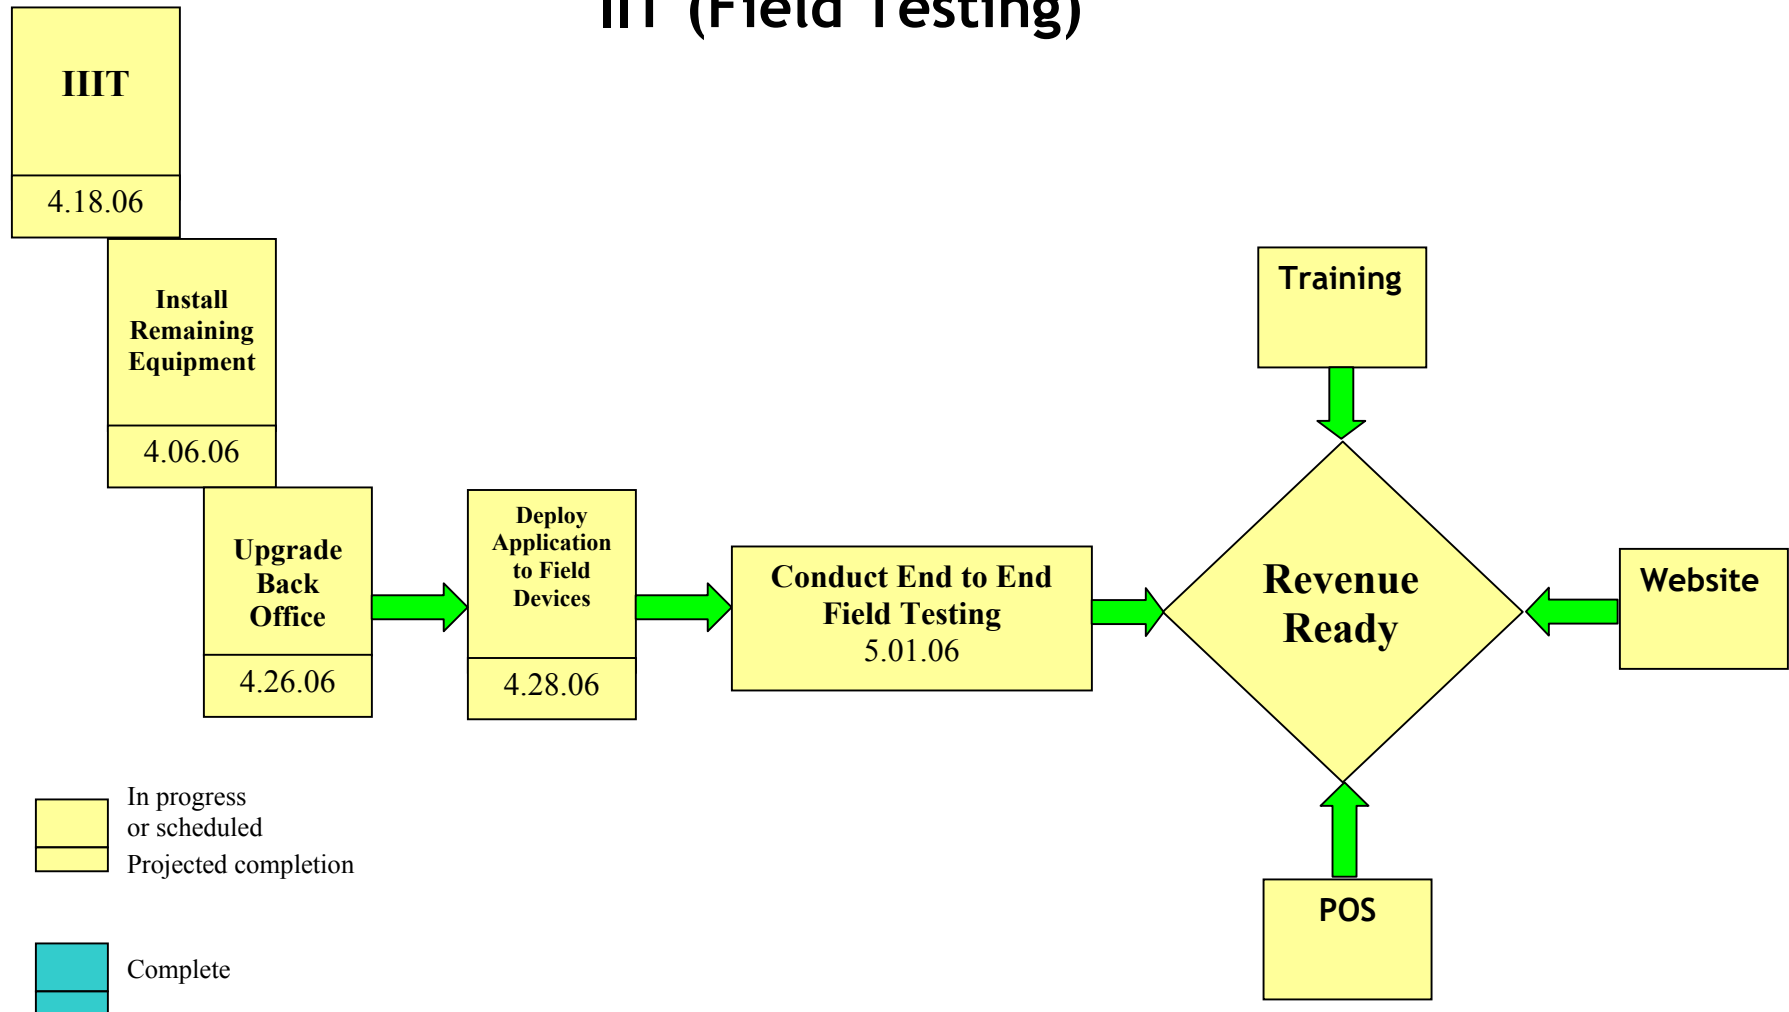 IIT (Field Testing)
IIIT
4.18.06
Install
Remaining
Equipment
4.06.06
Upgrade
Back
Office
4.26.06
Deploy
Application
to Field
Devices
4.28.06
Conduct End to End
Field Testing
5.01.06
Training
Revenue
Ready
Website
POS
In progress
or scheduled
Projected completion
Complete